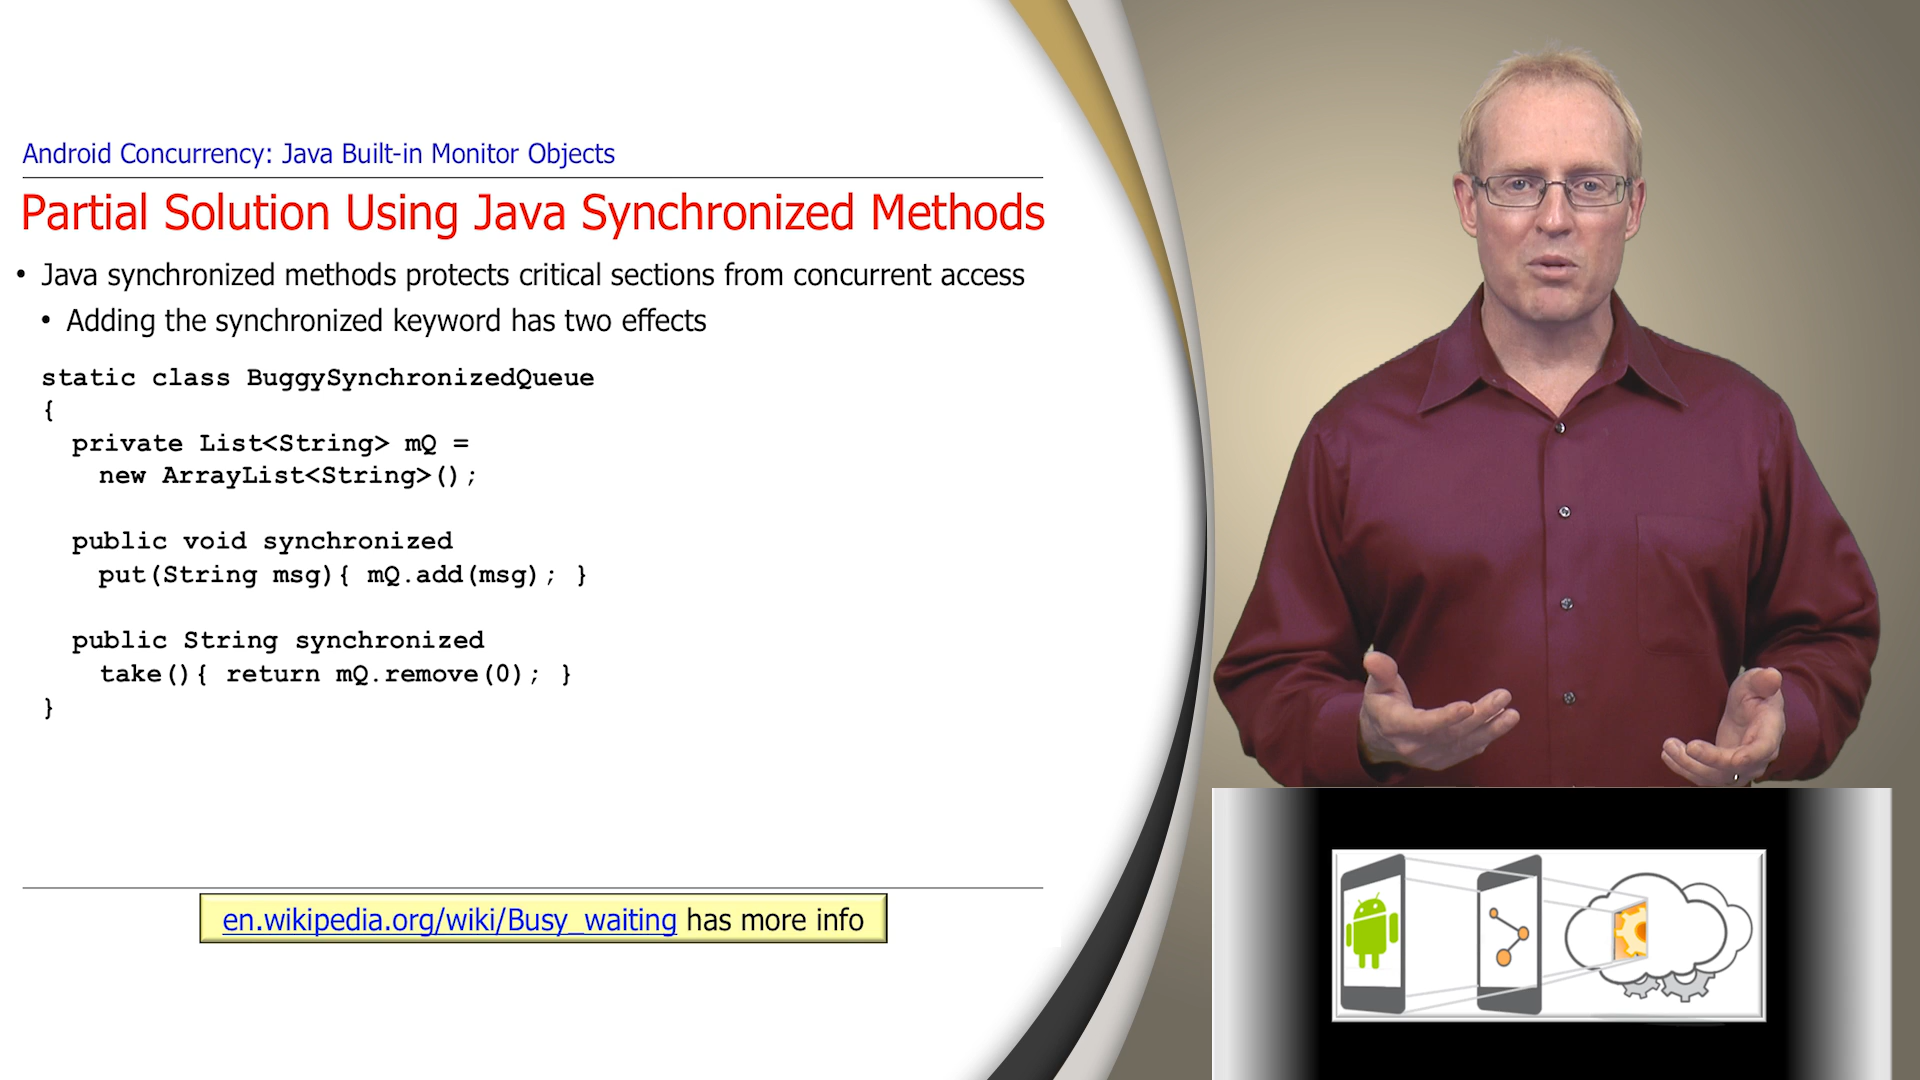 Android Concurrency: Java Built-in Monitor Objects
Partial Solution Using Java Synchronized Methods
• Java synchronized methods protects critical sections from concurrent access
• Adding the synchronized keyword has two effects
static class BuggySynchronizedQueue
{
private List<String> mQ =
new ArrayList<String>();
public void synchronized
put(String msg){ mQ.add(msg); }
public String synchronized
take(){ return mQ.remove(0); }
}
en.wikipedia.org/wiki/Busy_waiting has more info